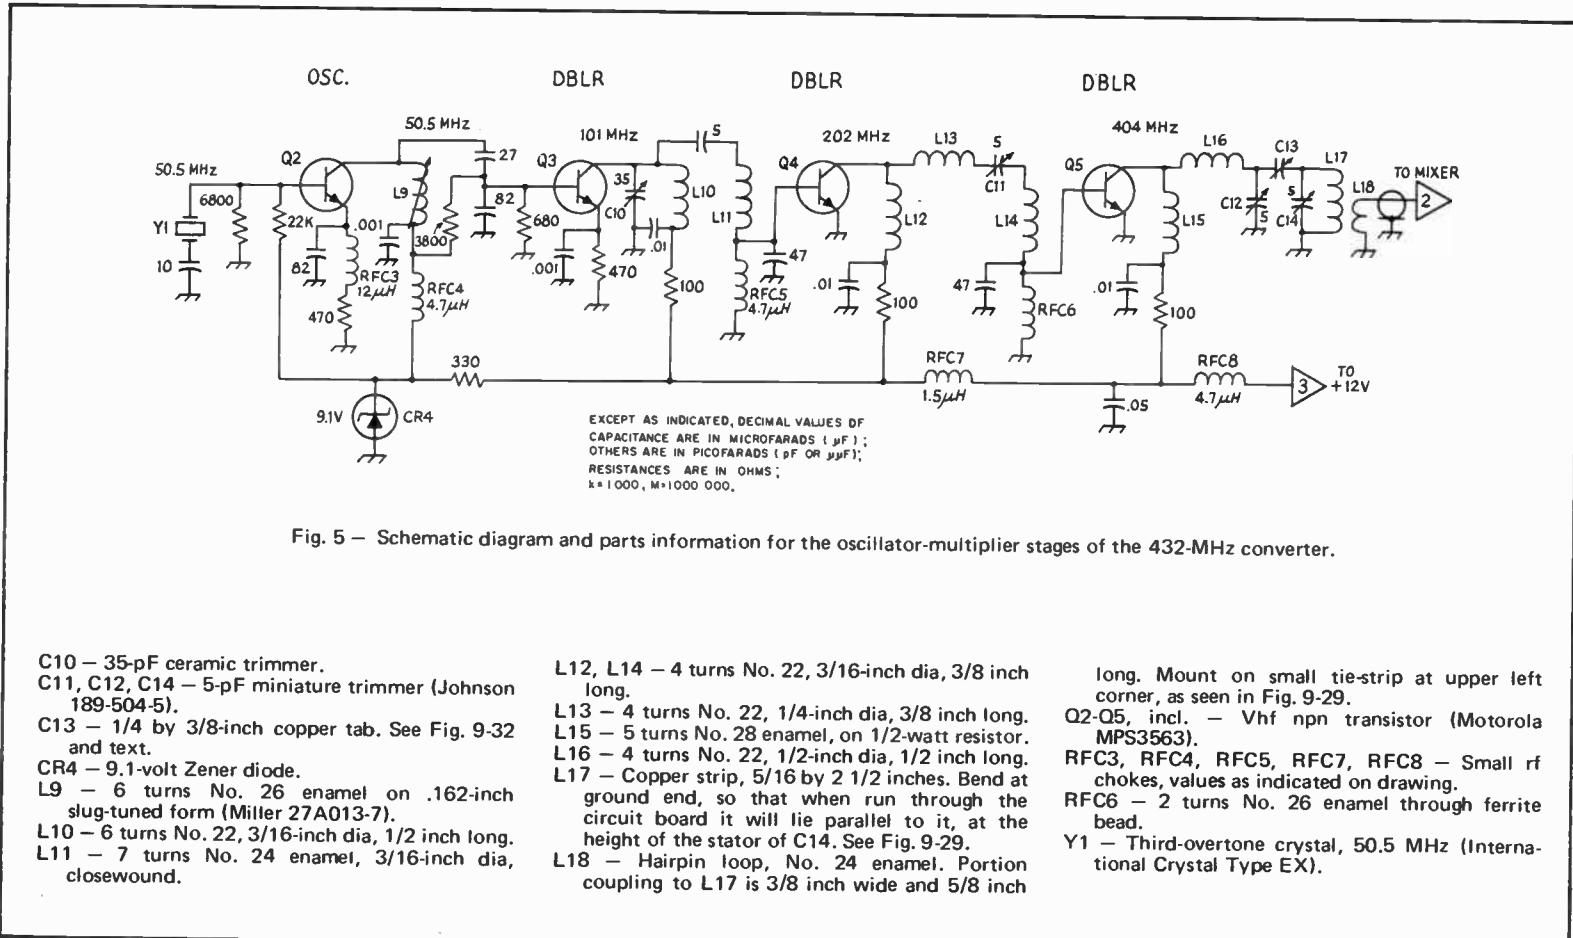 OSC.
DBLR
DBLR
DBLR
50.5 MHz
101 MHz
202 MHz
404 MHz
50.5 MHz
Y1
10
6800
22K
Q2
82
RFC3
12µH
470
.001
L9
3800
RFC4
4.7µH
27
82
Q3
680
.001
470
35
C10
.01
L10
100
5
L11
RFC5
4.7µH
47
Q4
.01
L12
100
L13
5
C11
L14
47
RFC6
Q5
.01
L15
100
L16
C12
5
C13
5
C14
L17
L18
TO MIXER
2
9.1V
CR4
330
RFC7
1.5µH
.05
RFC8
4.7µH
3
TO
+12V
EXCEPT AS INDICATED, DECIMAL VALUES OF
CAPACITANCE ARE IN MICROFARADS ( µF ) ;
OTHERS ARE IN PICOFARADS ( pF OR µµF);
RESISTANCES ARE IN OHMS ;
k=1000, M=1000 000.
Fig. 5 — Schematic diagram and parts information for the oscillator-multiplier stages of the 432-MHz converter.
C10 — 35-pF ceramic trimmer.
C11, C12, C14 — 5-pF miniature trimmer (Johnson
189-504-5).
C13 — 1/4 by 3/8-inch copper tab. See Fig. 9-32
and text.
CR4 — 9.1-volt Zener diode.
L9 — 6 turns No. 26 enamel on .162-inch
slug-tuned form (Miller 27A013-7).
L10 — 6 turns No. 22, 3/16-inch dia, 1/2 inch long.
L11 — 7 turns No. 24 enamel, 3/16-inch dia,
closewound.
L12, L14 — 4 turns No. 22, 3/16-inch dia, 3/8 inch
long.
L13 — 4 turns No. 22, 1/4-inch dia, 3/8 inch long.
L15 — 5 turns No. 28 enamel, on 1/2-watt resistor.
L16 — 4 turns No. 22, 1/2-inch dia, 1/2 inch long.
L17 — Copper strip, 5/16 by 2 1/2 inches. Bend at
ground end, so that when run through the
circuit board it will lie parallel to it, at the
height of the stator of C14. See Fig. 9-29.
L18 — Hairpin loop, No. 24 enamel. Portion
coupling to L17 is 3/8 inch wide and 5/8 inch
long. Mount on small tie-strip at upper left
corner, as seen in Fig. 9-29.
Q2-Q5, incl. — Vhf npn transistor (Motorola
MPS3563).
RFC3, RFC4, RFC5, RFC7, RFC8 — Small rf
chokes, values as indicated on drawing.
RFC6 — 2 turns No. 26 enamel through ferrite
bead.
Y1 — Third-overtone crystal, 50.5 MHz (Interna-
tional Crystal Type EX).